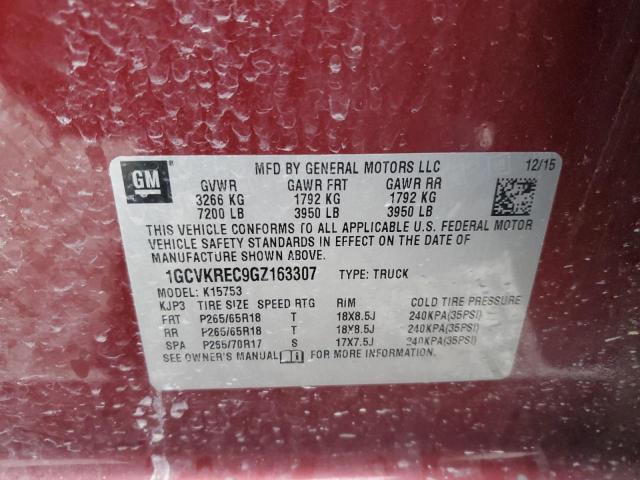 GM
MFD BY GENERAL MOTORS LLC 12/15
GVWR GAWR FRT GAWR RR
3266 KG 1792 KG 1792 KG
7200 LB 3950 LB 3950 LB
THIS VEHICLE CONFORMS TO ALL APPLICABLE U.S. FEDERAL MOTOR
VEHICLE SAFETY STANDARDS IN EFFECT ON THE DATE OF
MANUFACTURE SHOWN ABOVE.
1GCVKREC9GZ163307 TYPE: TRUCK
MODEL: K15753
KJP3 TIRE SIZE SPEED RTG RIM COLD TIRE PRESSURE
FRT P265/65R18 T 18X8.5J 240KPA(35PSI)
RR P265/65R18 T 18X8.5J 240KPA(35PSI)
SPA P255/70R17 S 17X7.5J 240KPA(35PSI)
SEE OWNER'S MANUAL FOR MORE INFORMATION.